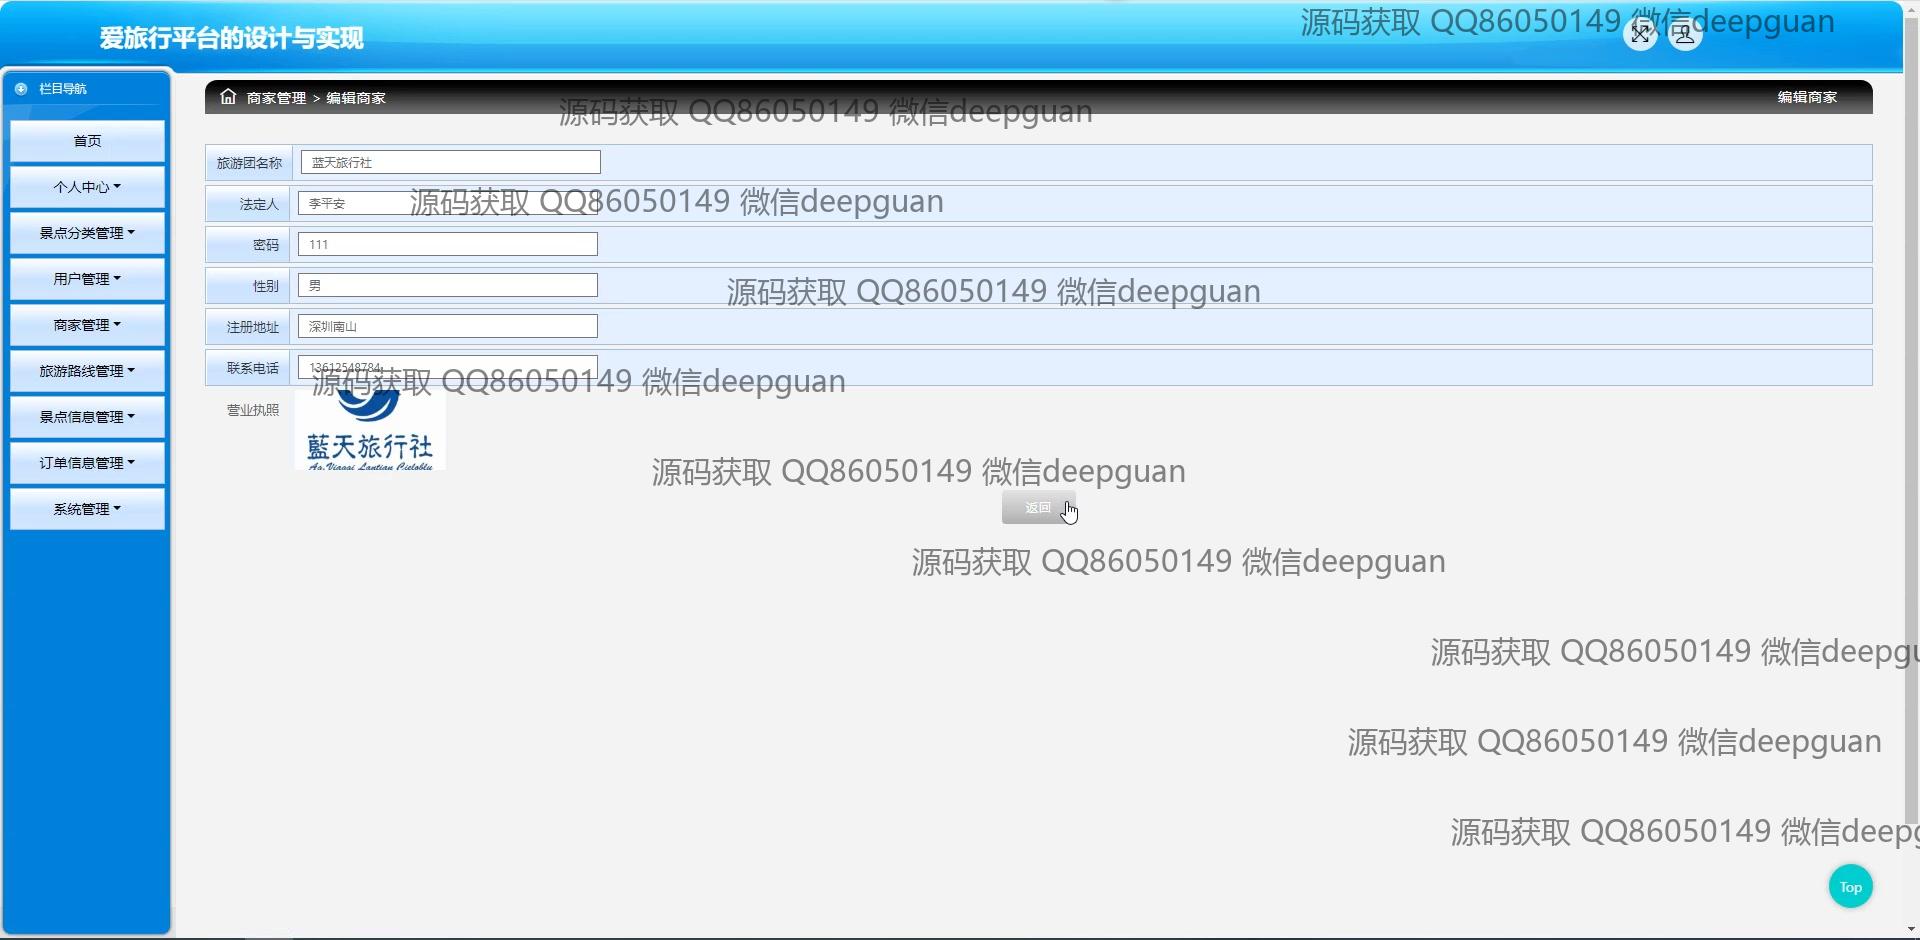 源码获取 QQ86050149 微信deepguan
爱旅行平台的设计与实现
栏目导航
商家管理 > 编辑商家
编辑商家
源码获取 QQ86050149 微信deepguan
首页
旅游团名称 蓝天旅行社
个人中心
法定人 李平安
源码获取 QQ86050149 微信deepguan
景点分类管理
密码 111
用户管理
性别 男
源码获取 QQ86050149 微信deepguan
商家管理
注册地址 深圳南山
旅游路线管理
联系电话 13612548784
源码获取 QQ86050149 微信deepguan
景点信息管理
营业执照
藍天旅行社
订单信息管理
源码获取 QQ86050149 微信deepguan
系统管理
返回
源码获取 QQ86050149 微信deepguan
源码获取 QQ86050149 微信deepgu
源码获取 QQ86050149 微信deepguan
源码获取 QQ86050149 微信deepg
Top